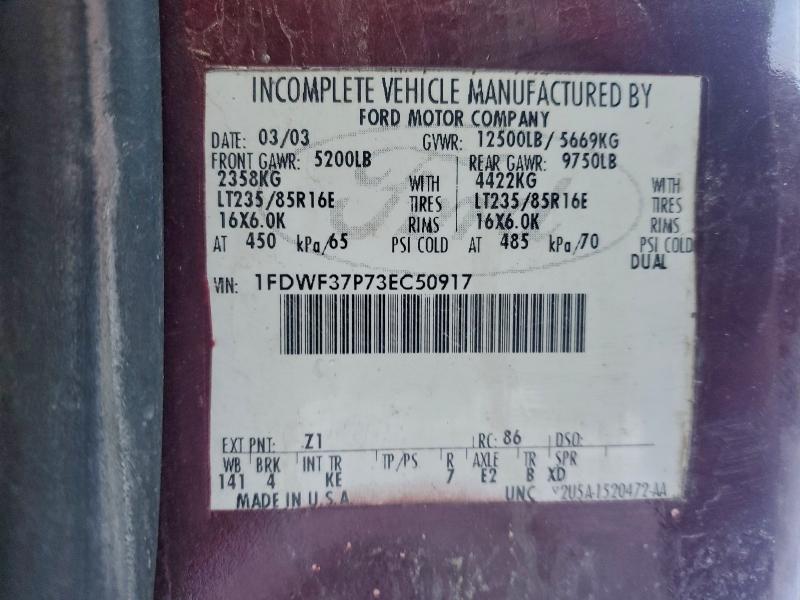 INCOMPLETE VEHICLE MANUFACTURED BY
FORD MOTOR COMPANY
DATE: 03/03 GVWR: 12500LB/ 5669KG
FRONT GAWR: 5200LB REAR GAWR: 9750LB
2358KG WITH 4422KG WITH
LT235/85R16E TIRES LT235/85R16E TIRES
16X6.0K RIMS 16X6.0K RIMS
AT 450 kPa/65 PSI COLD AT 485 kPa/70 PSI COLD
DUAL
VIN: 1FDWF37P73EC50917
EXT PNT: Z1 RC: 86 DSO:
WB BRK INT TR TP/PS R AXLE TR SPR
141 4 KE 7 E2 B XD
MADE IN U.S.A UNC V2U5A-1520472-AA
Ford